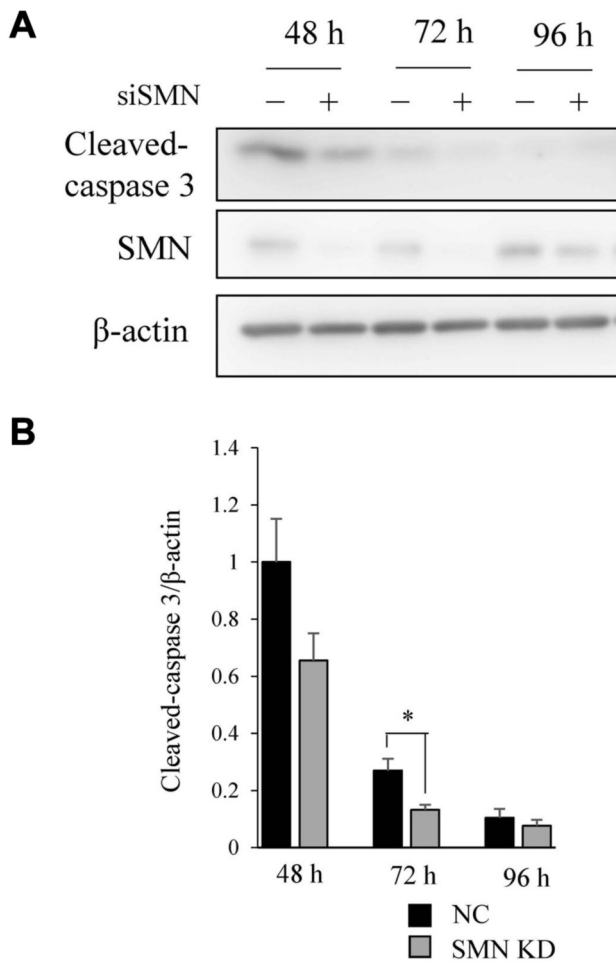 A
48 h 72 h 96 h
siSMN − + − + − +
Cleaved-
caspase 3
SMN
β-actin
B
Cleaved-caspase 3/β-actin
1.4
1.2
1
0.8
0.6
0.4
0.2
0
*
48 h 72 h 96 h
NC
SMN KD